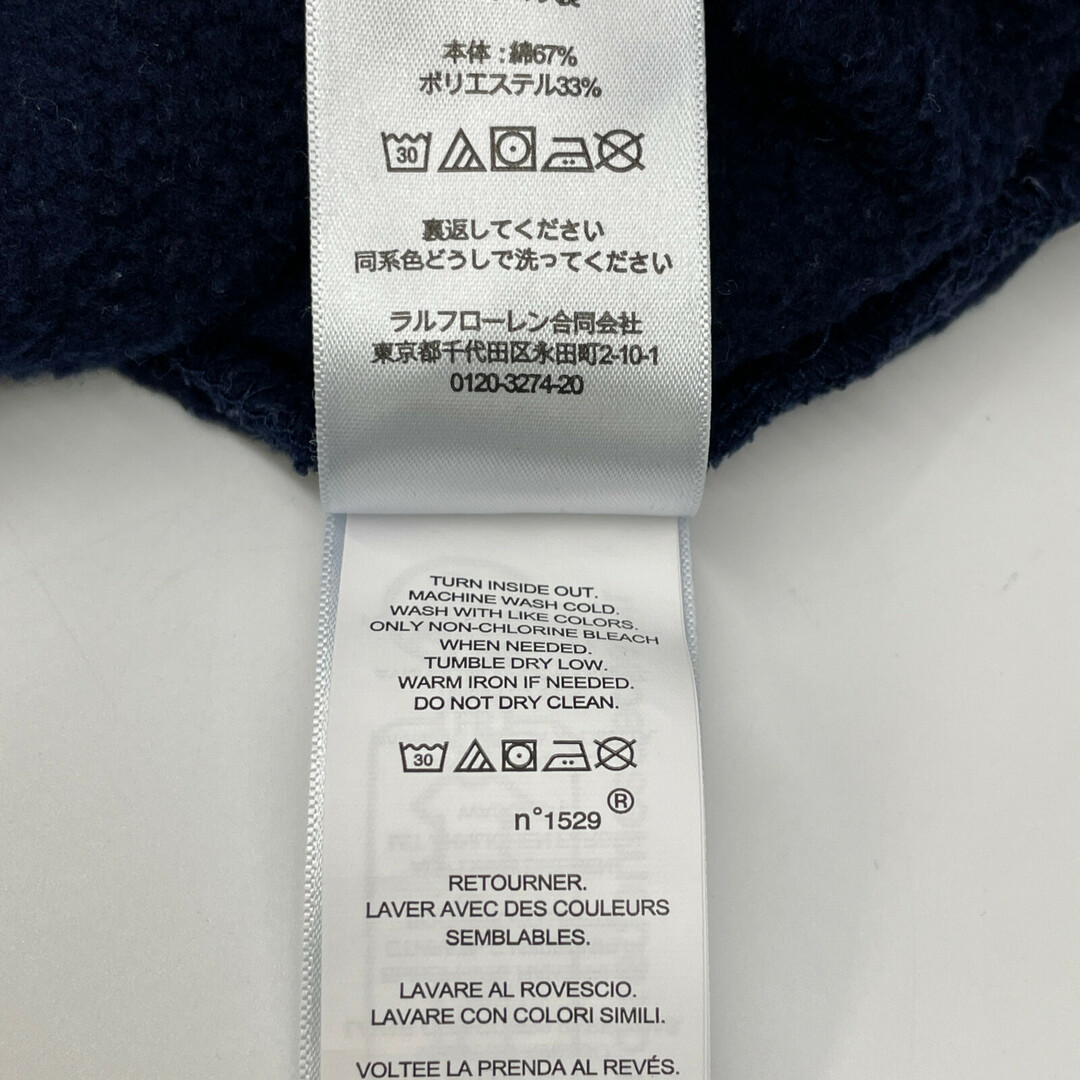 本体 : 綿67%
ポリエステル33%
30
裏返してください
同系色どうしで洗ってください
ラルフローレン合同会社
東京都千代田区永田町2-10-1
0120-3274-20
TURN INSIDE OUT.
MACHINE WASH COLD.
WASH WITH LIKE COLORS.
ONLY NON-CHLORINE BLEACH
WHEN NEEDED.
TUMBLE DRY LOW.
WARM IRON IF NEEDED.
DO NOT DRY CLEAN.
30
n°1529®
RETOURNER.
LAVER AVEC DES COULEURS
SEMBLABLES.
LAVARE AL ROVESCIO.
LAVARE CON COLORI SIMILI.
VOLTEE LA PRENDA AL REVÉS.